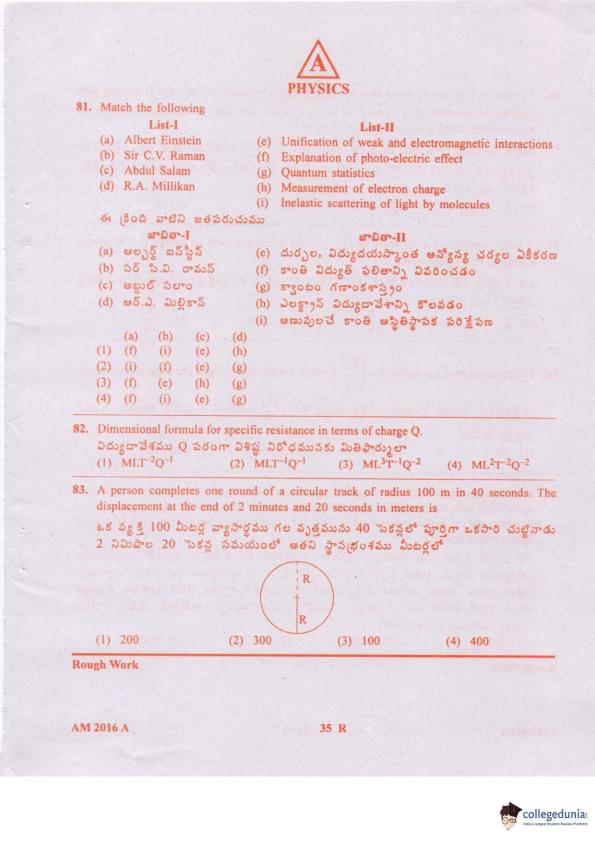 A
PHYSICS
81. Match the following
List-I List-II
(a) Albert Einstein (e) Unification of weak and electromagnetic interactions
(b) Sir C.V. Raman (f) Explanation of photo-electric effect
(c) Abdul Salam (g) Quantum statistics
(d) R.A. Millikan (h) Measurement of electron charge
(i) Inelastic scattering of light by molecules
ఈ క్రింది వాటిని జతపరుచుము
జాబితా-I జాబితా-II
(a) ఆల్బర్ట్ ఐన్‌స్టీన్ (e) దుర్బల, విద్యుదయస్కాంత అన్యోన్య చర్యల ఏకీకరణ
(b) సర్ సి.వి. రామన్ (f) కాంతి విద్యుత్ ఫలితాన్ని వివరించడం
(c) అబ్దుల్ సలాం (g) క్వాంటం గణాంకశాస్త్రం
(d) ఆర్.ఎ. మిల్లికాన్ (h) ఎలక్ట్రాన్ విద్యుదావేశాన్ని కొలవడం
(i) అణువులచే కాంతి అస్థితిస్థాపక పరిక్షేపణ
(a) (b) (c) (d)
(1) (f) (i) (e) (h)
(2) (i) (f) (e) (g)
(3) (f) (e) (h) (g)
(4) (f) (i) (e) (g)
82. Dimensional formula for specific resistance in terms of charge Q.
విద్యుదావేశము Q పరంగా విశిష్ట నిరోధమునకు మితిఫార్ములా
(1) MLT⁻²Q⁻¹ (2) MLT⁻¹Q⁻¹ (3) ML³T⁻¹Q⁻² (4) ML²T⁻²Q⁻²
83. A person completes one round of a circular track of radius 100 m in 40 seconds. The
displacement at the end of 2 minutes and 20 seconds in meters is
ఒక వ్యక్తి 100 మీటర్ల వ్యాసార్థము గల వృత్తమును 40 సెకన్లలో పూర్తిగా ఒకసారి చుట్టినాడు
2 నిమిషాల 20 సెకన్ల సమయంలో అతని స్థానభ్రంశము మీటర్లలో
R
R
(1) 200 (2) 300 (3) 100 (4) 400
Rough Work
AM 2016 A 35 R
collegedunia
India's largest Student Review Platform